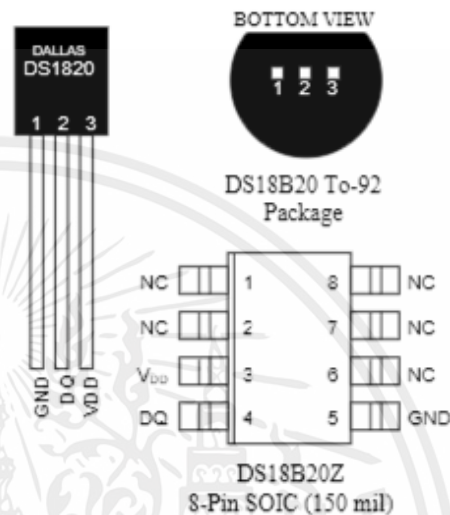 BOTTOM VIEW
DALLAS
DS1820
1 2 3
1 2 3
GND
DQ
VDD
DS18B20 To-92
Package
NC 1 8 NC
NC 2 7 NC
VDD 3 6 NC
DQ 4 5 GND
DS18B20Z
8-Pin SOIC (150 mil)